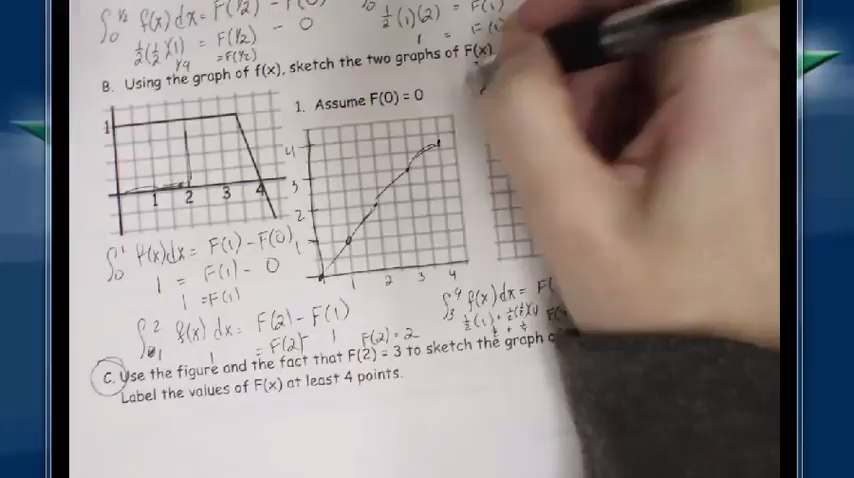 ∫₀^½ f(x)dx = F(½) - F(0)
½(½)(1) = F(½) - 0
¼ = F(½)
½(1)(2) = F(1)
1 = F(1)
B. Using the graph of f(x), sketch the two graphs of F(x).
1. Assume F(0) = 0
1
1 2 3 4
4
3
2
1
1 2 3 4
∫₀¹ f(x)dx = F(1) - F(0)
1 = F(1) - 0
1 = F(1)
∫₁² f(x) dx = F(2) - F(1)
1 = F(2) - 1 F(2) = 2
∫₃⁴ f(x)dx = F(
C. Use the figure and the fact that F(2) = 3 to sketch the graph
Label the values of F(x) at least 4 points.